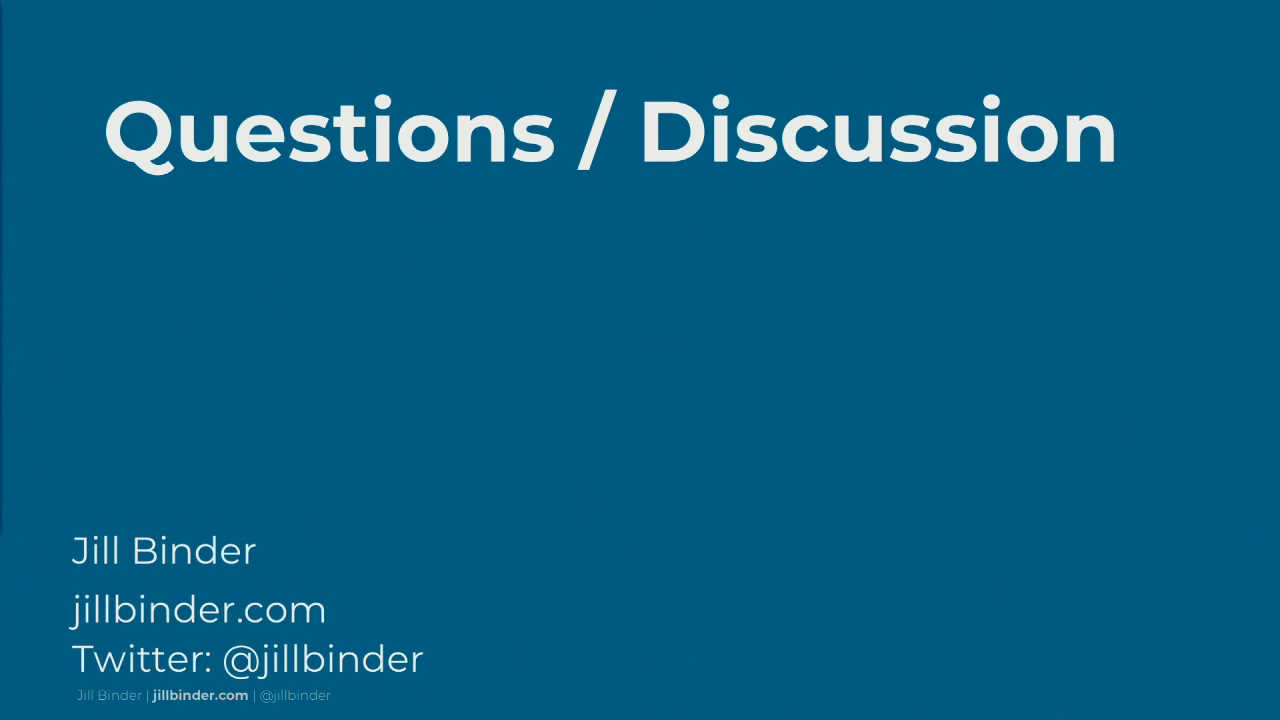 Questions / Discussion
Jill Binder
jillbinder.com
Twitter: @jillbinder
Jill Binder | jillbinder.com | @jillbinder